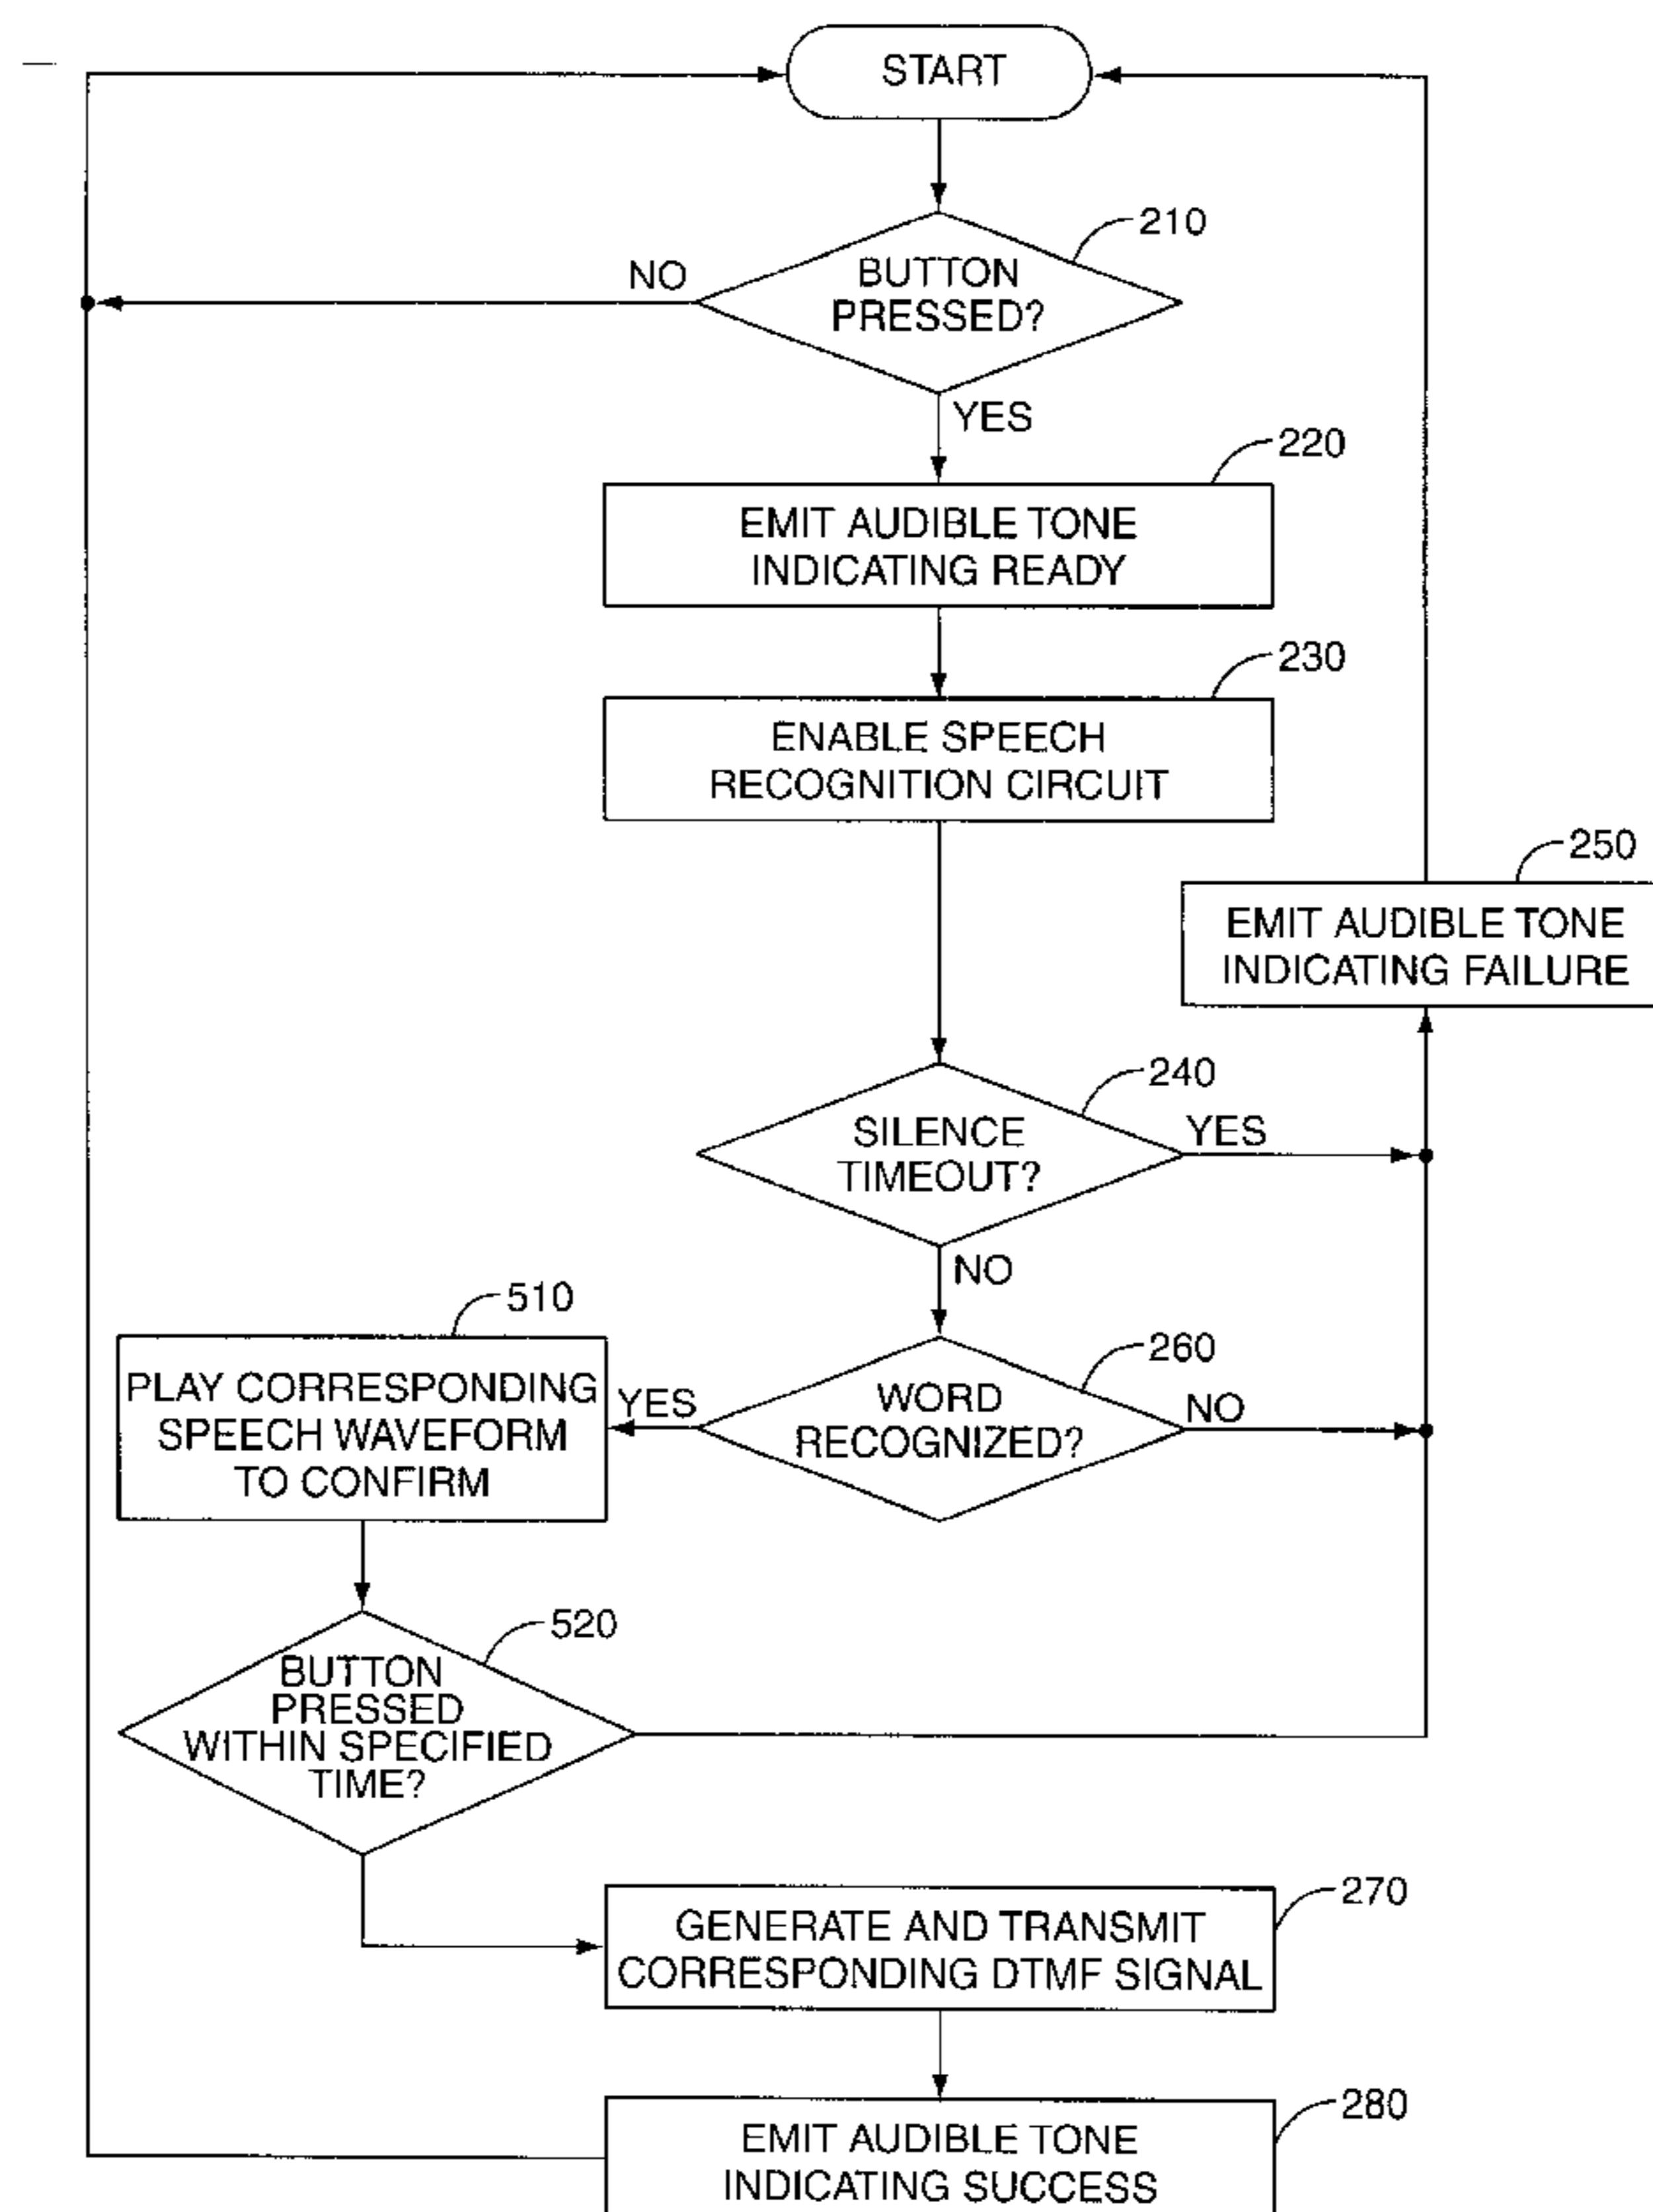 START
210
BUTTON
PRESSED?
NO
YES
220
EMIT AUDIBLE TONE
INDICATING READY
230
ENABLE SPEECH
RECOGNITION CIRCUIT
250
EMIT AUDIBLE TONE
INDICATING FAILURE
240
SILENCE
TIMEOUT?
YES
NO
510
PLAY CORRESPONDING
SPEECH WAVEFORM
TO CONFIRM
YES
260
WORD
RECOGNIZED?
NO
520
BUTTON
PRESSED
WITHIN SPECIFIED
TIME?
270
GENERATE AND TRANSMIT
CORRESPONDING DTMF SIGNAL
280
EMIT AUDIBLE TONE
INDICATING SUCCESS